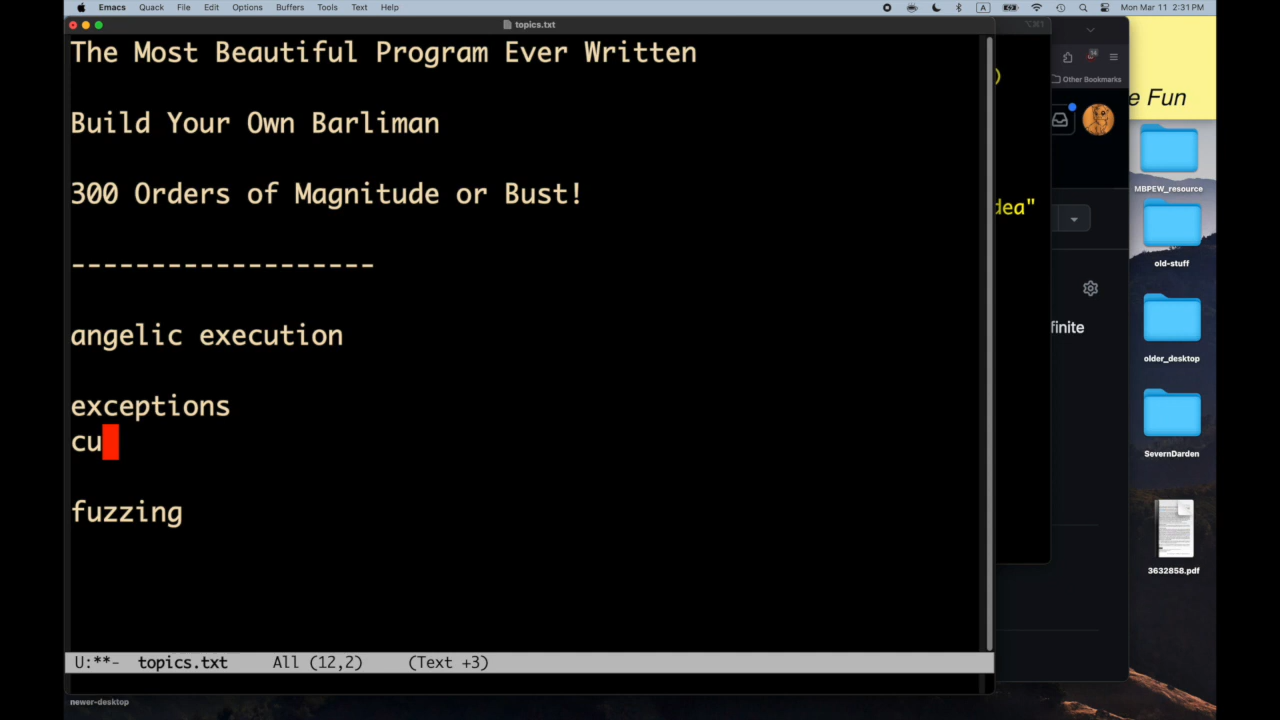 Emacs Quack File Edit Options Buffers Tools Text Help
A
Mon Mar 11 2:31 PM
topics.txt
⌥⌘1
The Most Beautiful Program Ever Written
Build Your Own Barliman
300 Orders of Magnitude or Bust!
-------------------
angelic execution
exceptions
cu
fuzzing
U:**- topics.txt All (12,2) (Text +3)
newer-desktop
)
dea"
14
Other Bookmarks
finite
e Fun
MBPEW_resource
old-stuff
older_desktop
SevernDarden
3632858.pdf